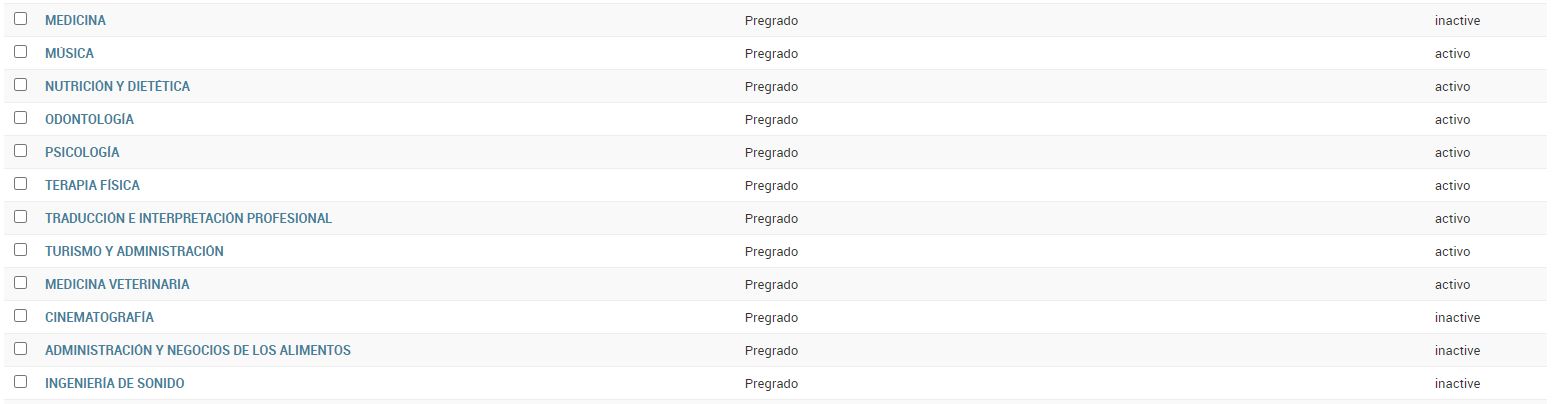 MEDICINA Pregrado inactive
MÚSICA Pregrado activo
NUTRICIÓN Y DIETÉTICA Pregrado activo
ODONTOLOGÍA Pregrado activo
PSICOLOGÍA Pregrado activo
TERAPIA FÍSICA Pregrado activo
TRADUCCIÓN E INTERPRETACIÓN PROFESIONAL Pregrado activo
TURISMO Y ADMINISTRACIÓN Pregrado activo
MEDICINA VETERINARIA Pregrado activo
CINEMATOGRAFÍA Pregrado inactive
ADMINISTRACIÓN Y NEGOCIOS DE LOS ALIMENTOS Pregrado inactive
INGENIERÍA DE SONIDO Pregrado inactive